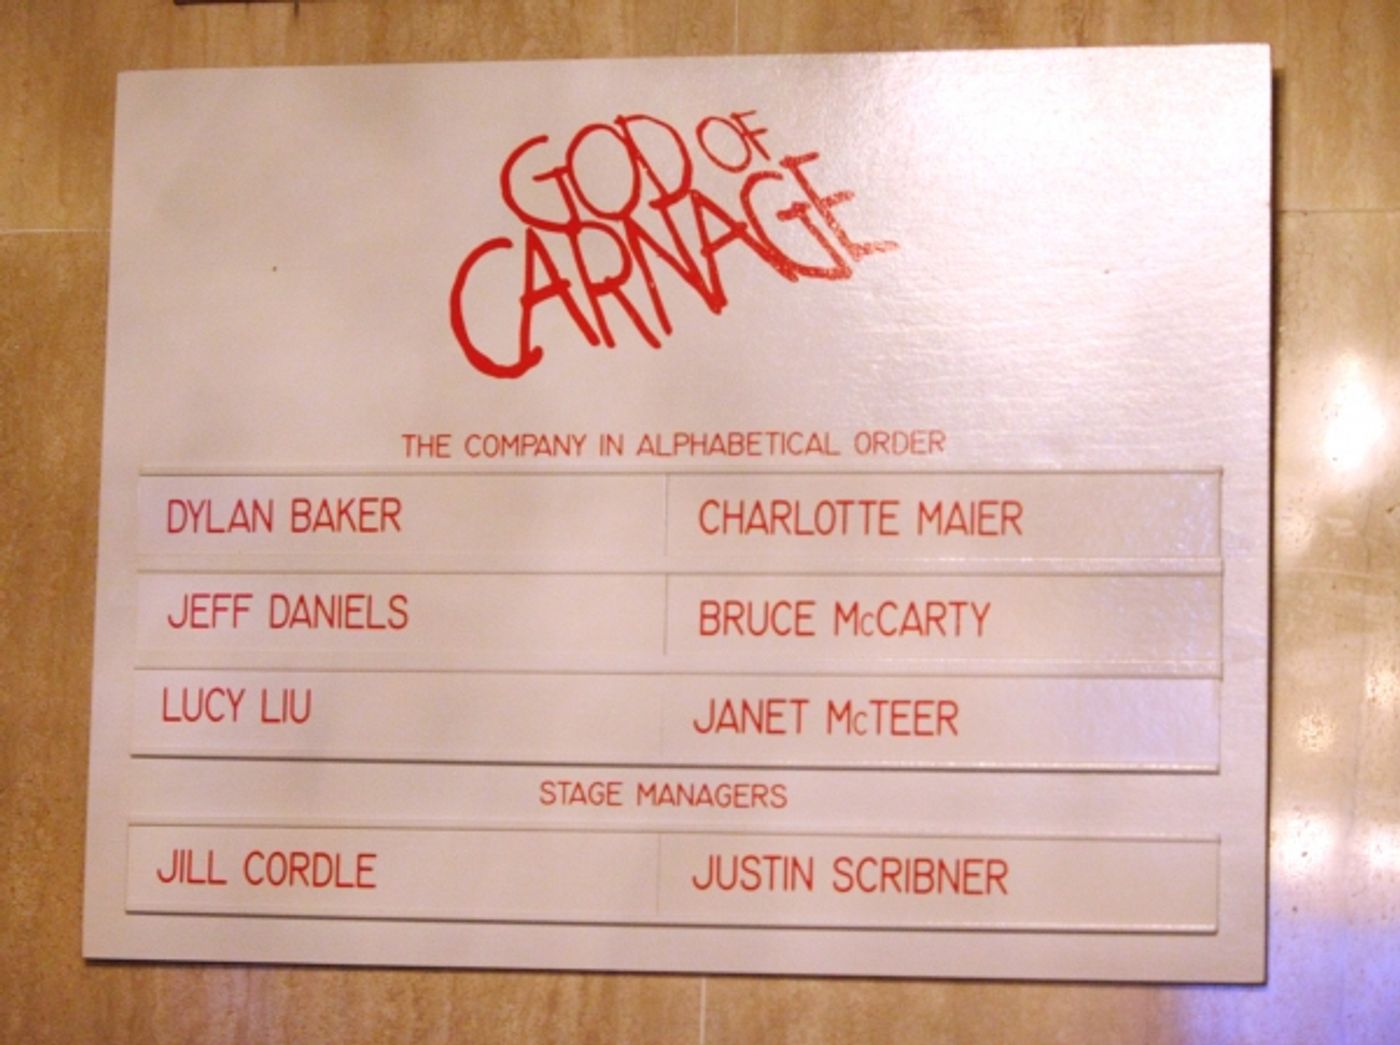 GOD OF
CARNAGE
THE COMPANY IN ALPHABETICAL ORDER
DYLAN BAKER
CHARLOTTE MAIER
JEFF DANIELS
BRUCE McCARTY
LUCY LIU
JANET McTEER
STAGE MANAGERS
JILL CORDLE
JUSTIN SCRIBNER